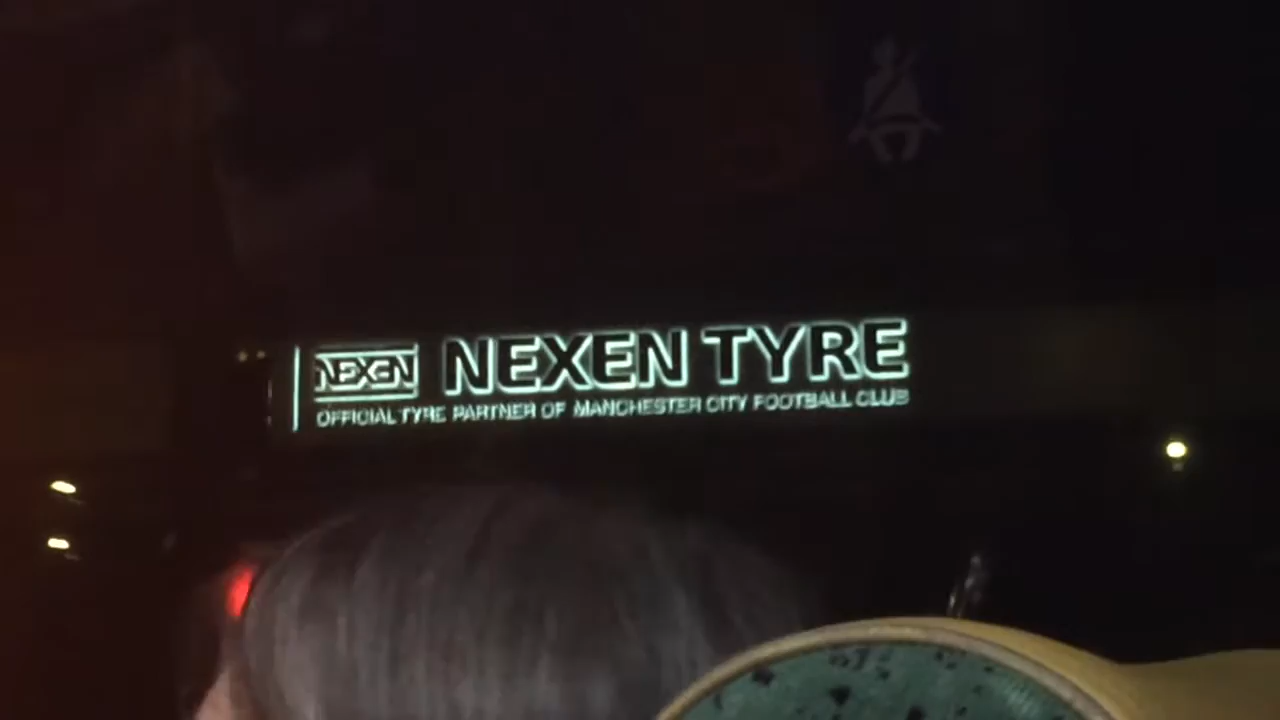 NEXEN NEXEN TYRE
OFFICIAL TYRE PARTNER OF MANCHESTER CITY FOOTBALL CLUB